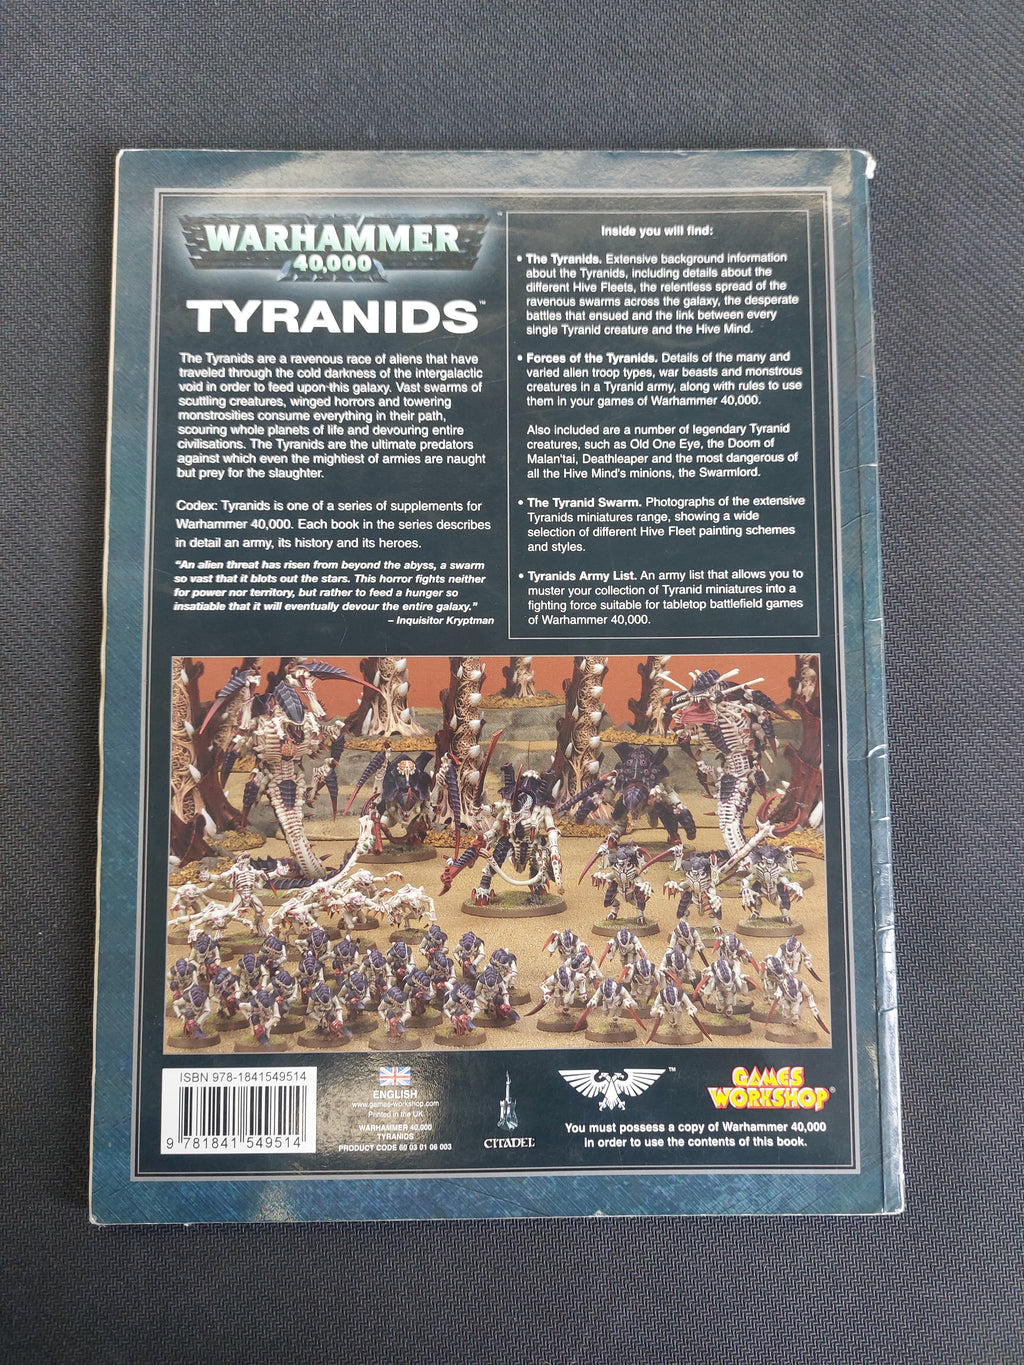 WARHAMMER™
40,000
TYRANIDS™
The Tyranids are a ravenous race of aliens that have
traveled through the cold darkness of the intergalactic
void in order to feed upon this galaxy. Vast swarms of
scuttling creatures, winged horrors and towering
monstrosities consume everything in their path,
scouring whole planets of life and devouring entire
civilisations. The Tyranids are the ultimate predators
against which even the mightiest of armies are naught
but prey for the slaughter.
Codex: Tyranids is one of a series of supplements for
Warhammer 40,000. Each book in the series describes
in detail an army, its history and its heroes.
"An alien threat has risen from beyond the abyss, a swarm
so vast that it blots out the stars. This horror fights neither
for power nor territory, but rather to feed a hunger so
insatiable that it will eventually devour the entire galaxy."
– Inquisitor Kryptman
Inside you will find:
• The Tyranids. Extensive background information
about the Tyranids, including details about the
different Hive Fleets, the relentless spread of the
ravenous swarms across the galaxy, the desperate
battles that ensued and the link between every
single Tyranid creature and the Hive Mind.
• Forces of the Tyranids. Details of the many and
varied alien troop types, war beasts and monstrous
creatures in a Tyranid army, along with rules to use
them in your games of Warhammer 40,000.
Also included are a number of legendary Tyranid
creatures, such as Old One Eye, the Doom of
Malan'tai, Deathleaper and the most dangerous of
all the Hive Mind's minions, the Swarmlord.
• The Tyranid Swarm. Photographs of the extensive
Tyranids miniatures range, showing a wide
selection of different Hive Fleet painting schemes
and styles.
• Tyranids Army List. An army list that allows you to
muster your collection of Tyranid miniatures into a
fighting force suitable for tabletop battlefield games
of Warhammer 40,000.
ISBN 978-1841549514
9 781841 549514
ENGLISH
www.games-workshop.com
Printed in the UK
WARHAMMER 40,000
TYRANIDS
PRODUCT CODE 60 03 01 06 003
CITADEL
™
GAMES
WORKSHOP®
You must possess a copy of Warhammer 40,000
in order to use the contents of this book.